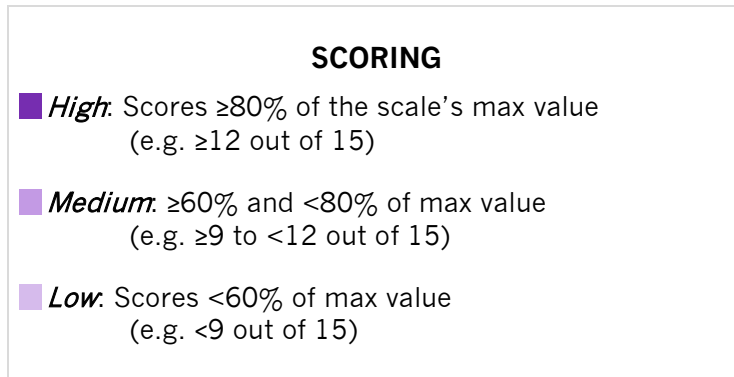 SCORING
High: Scores ≥80% of the scale's max value
(e.g. ≥12 out of 15)
Medium: ≥60% and <80% of max value
(e.g. ≥9 to <12 out of 15)
Low: Scores <60% of max value
(e.g. <9 out of 15)